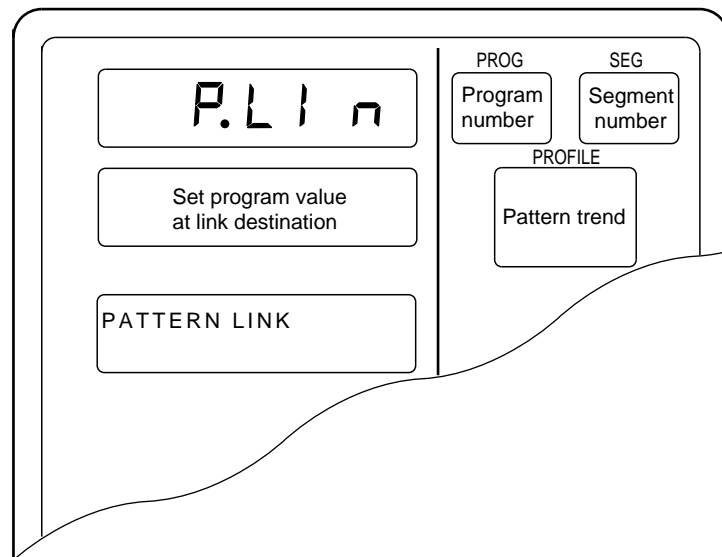 P.LIn
Set program value
at link destination
PATTERN LINK
PROG
SEG
Program
number
Segment
number
PROFILE
Pattern trend